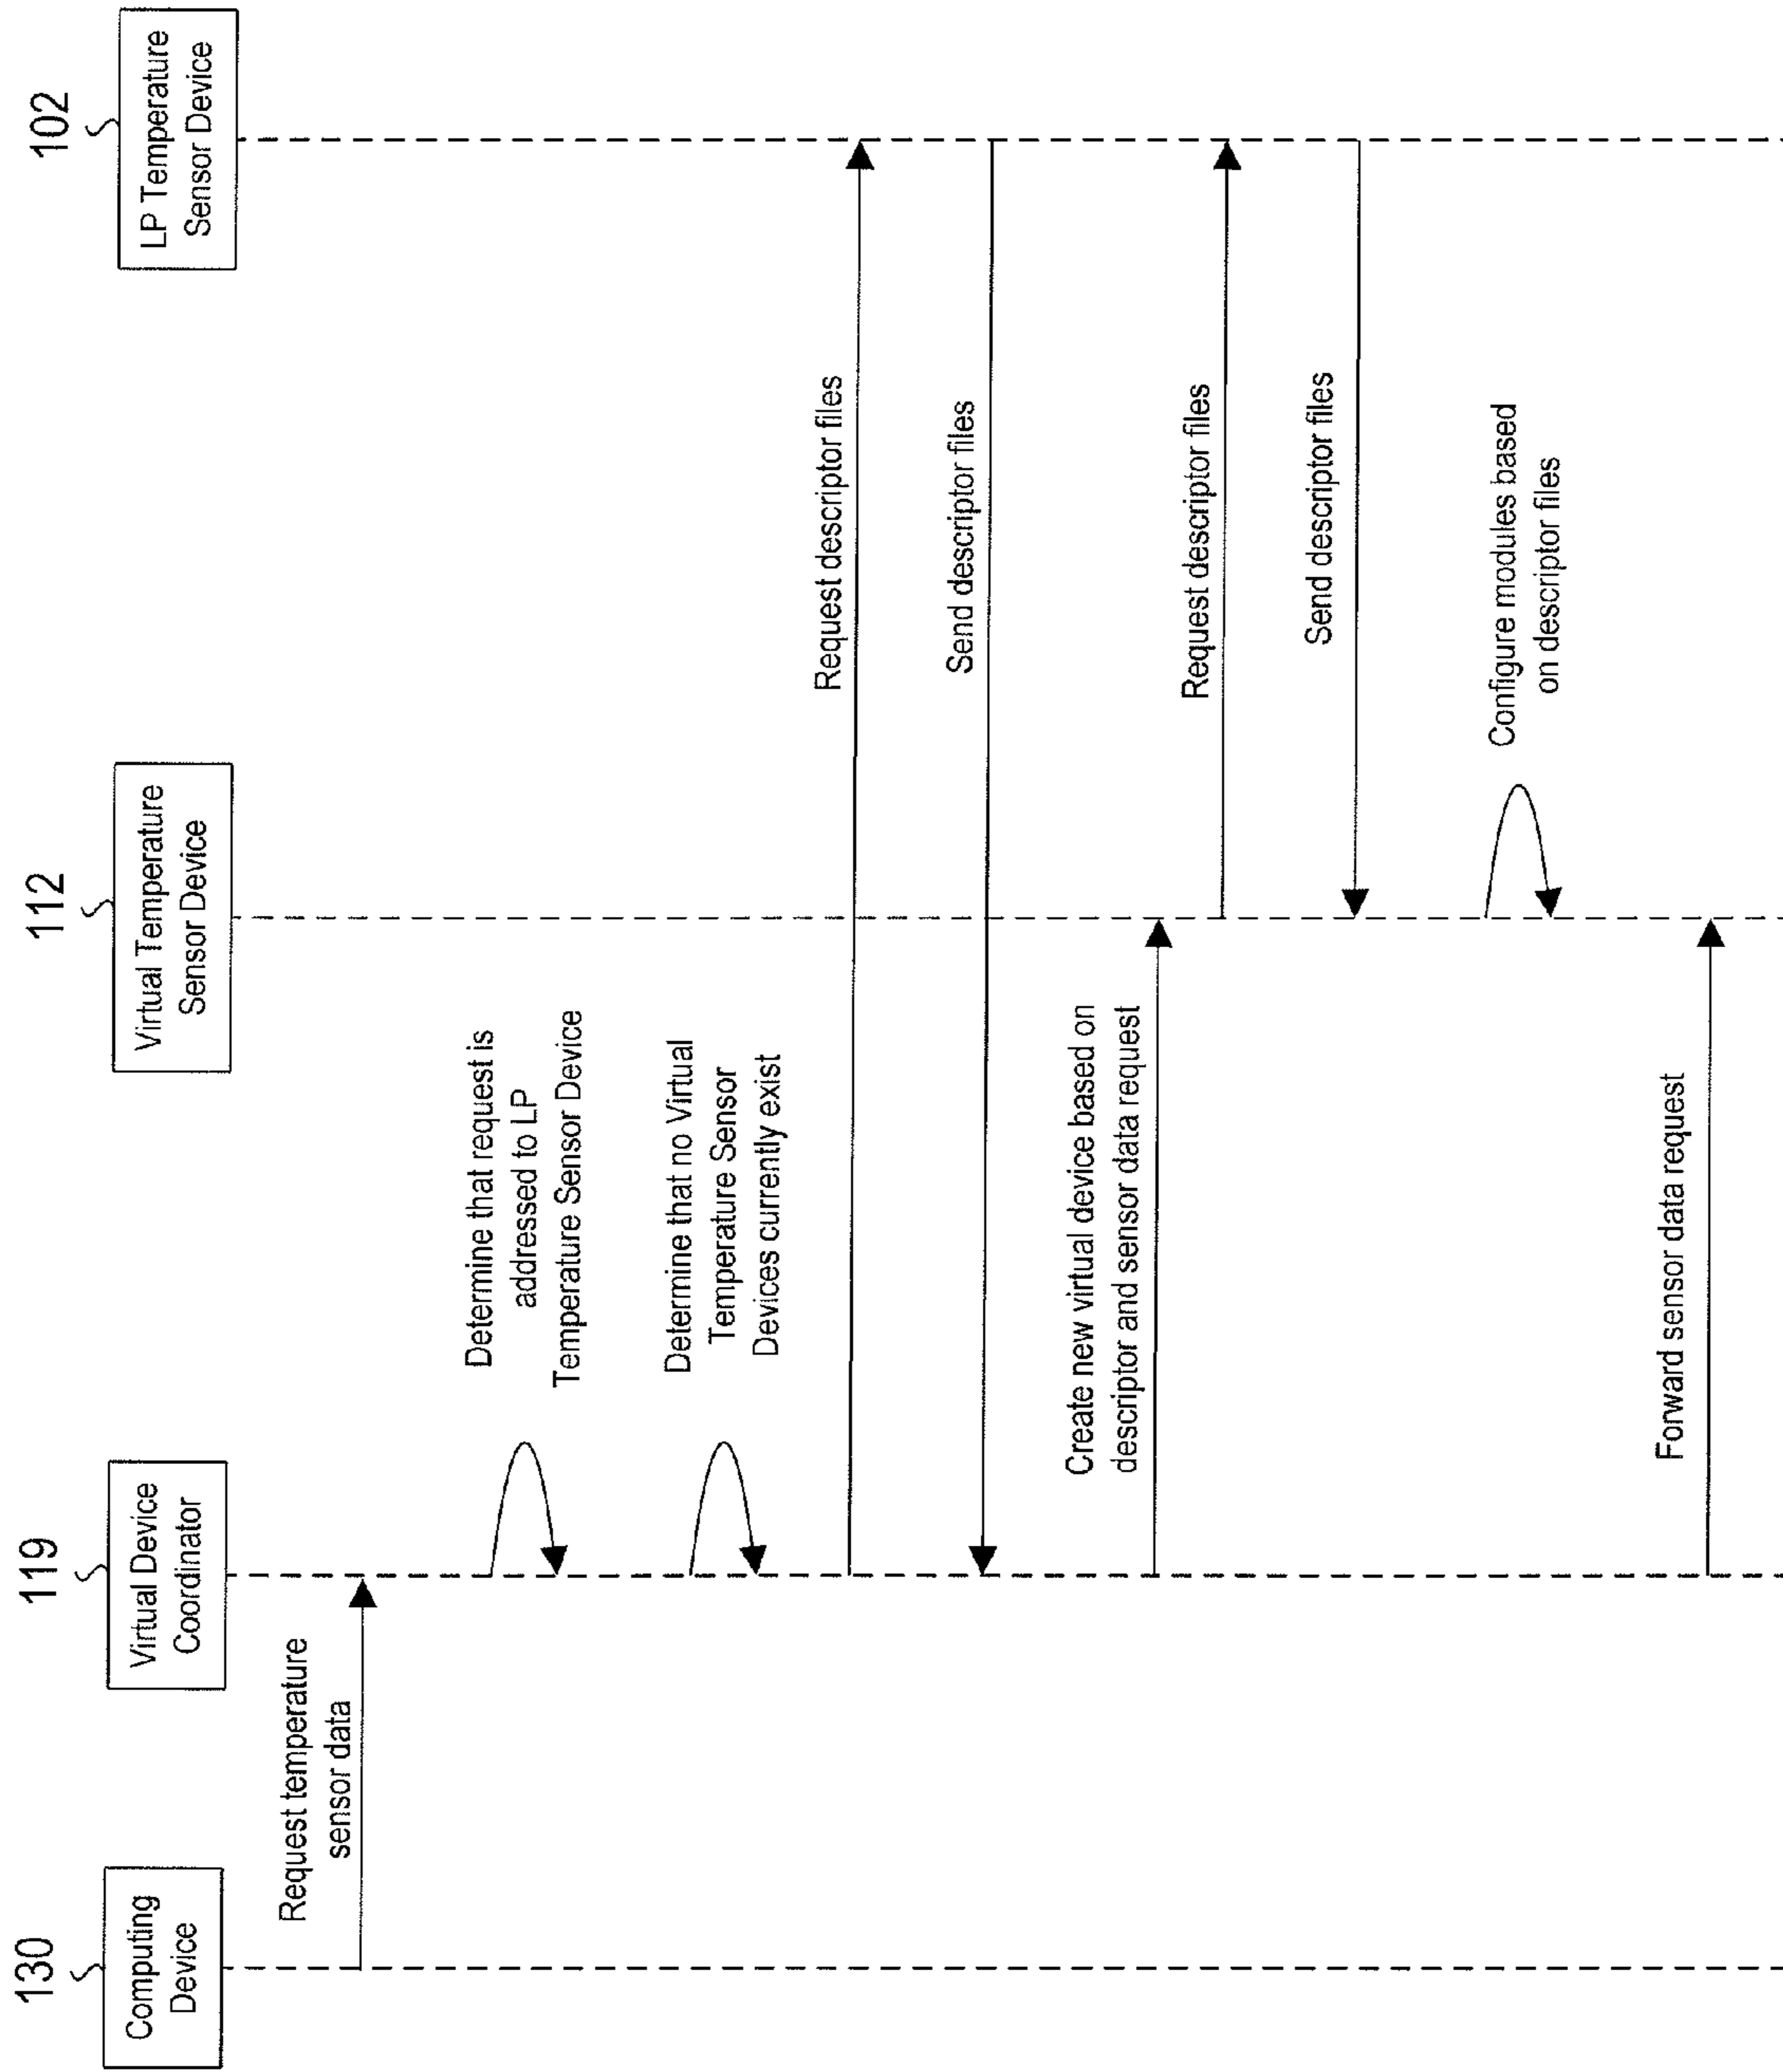 130
Computing
Device
119
Virtual Device
Coordinator
112
Virtual Temperature
Sensor Device
102
LP Temperature
Sensor Device
Request temperature
sensor data
Determine that request is
addressed to LP
Temperature Sensor Device
Determine that no Virtual
Temperature Sensor
Devices currently exist
Request descriptor files
Send descriptor files
Create new virtual device based on
descriptor and sensor data request
Request descriptor files
Send descriptor files
Configure modules based
on descriptor files
Forward sensor data request